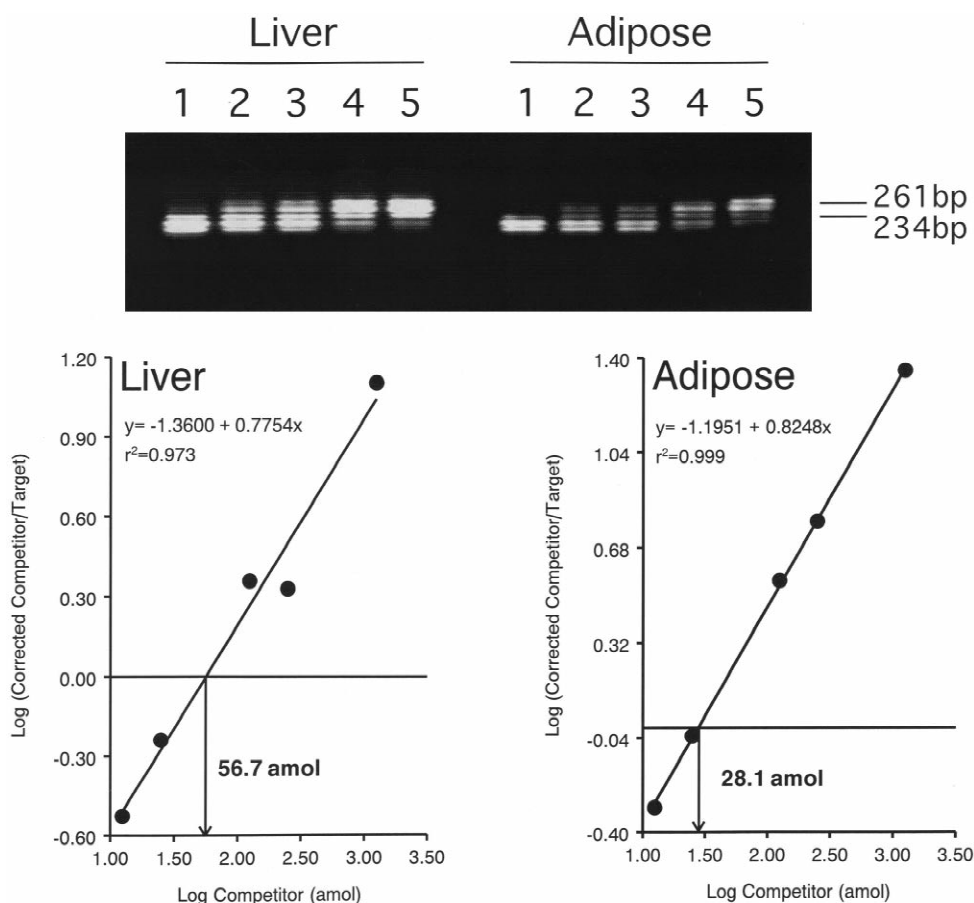 Liver Adipose
1 2 3 4 5 1 2 3 4 5
261bp
234bp
Liver
y= -1.3600 + 0.7754x
r²=0.973
1.20
0.90
0.60
0.30
0.00
-0.30
-0.60
56.7 amol
1.00 1.50 2.00 2.50 3.00 3.50
Log (Corrected Competitor/Target)
Log Competitor (amol)
Adipose
y= -1.1951 + 0.8248x
r²=0.999
1.40
1.04
0.68
0.32
-0.04
-0.40
28.1 amol
1.00 1.50 2.00 2.50 3.00 3.50
Log (Corrected Competitor/Target)
Log Competitor (amol)